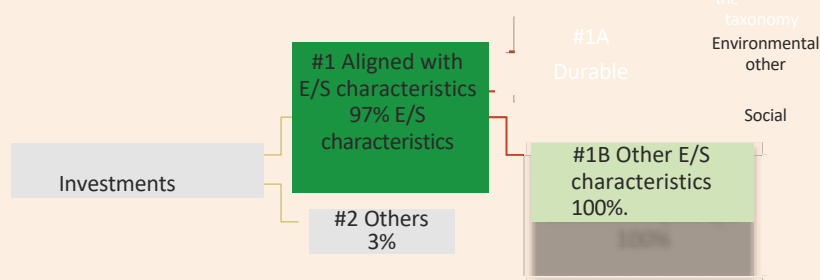 the
taxonomy
#1A
Durable
Environmental
other
Social
#1 Aligned with
E/S characteristics
97% E/S
characteristics
Investments
#2 Others
3%
#1B Other E/S
characteristics
100%.
100%